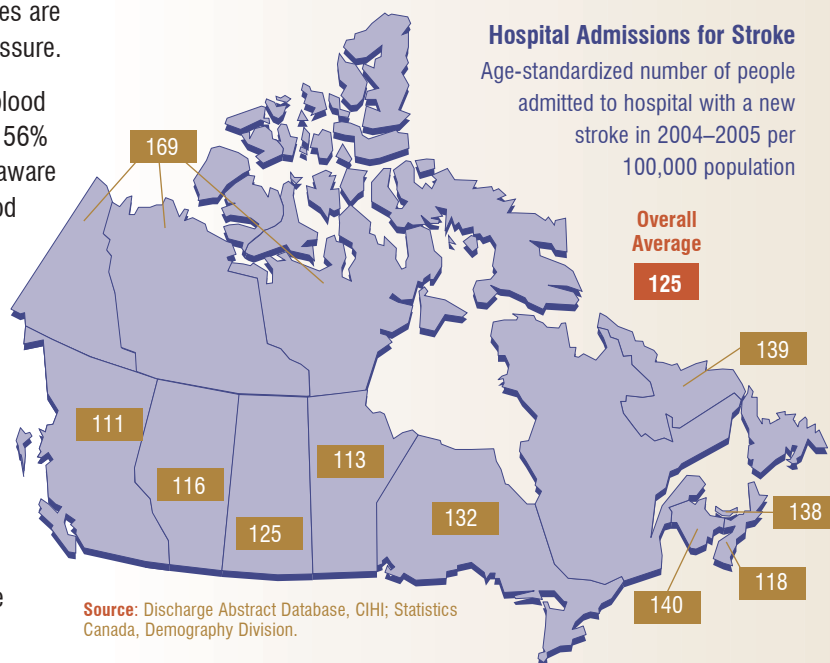 es are
ssure.
blood
56%
aware
od
e
Hospital Admissions for Stroke
Age-standardized number of people
admitted to hospital with a new
stroke in 2004–2005 per
100,000 population
Overall
Average
125
169
139
111
113
116
132
125
138
118
140
Source: Discharge Abstract Database, CIHI; Statistics
Canada, Demography Division.